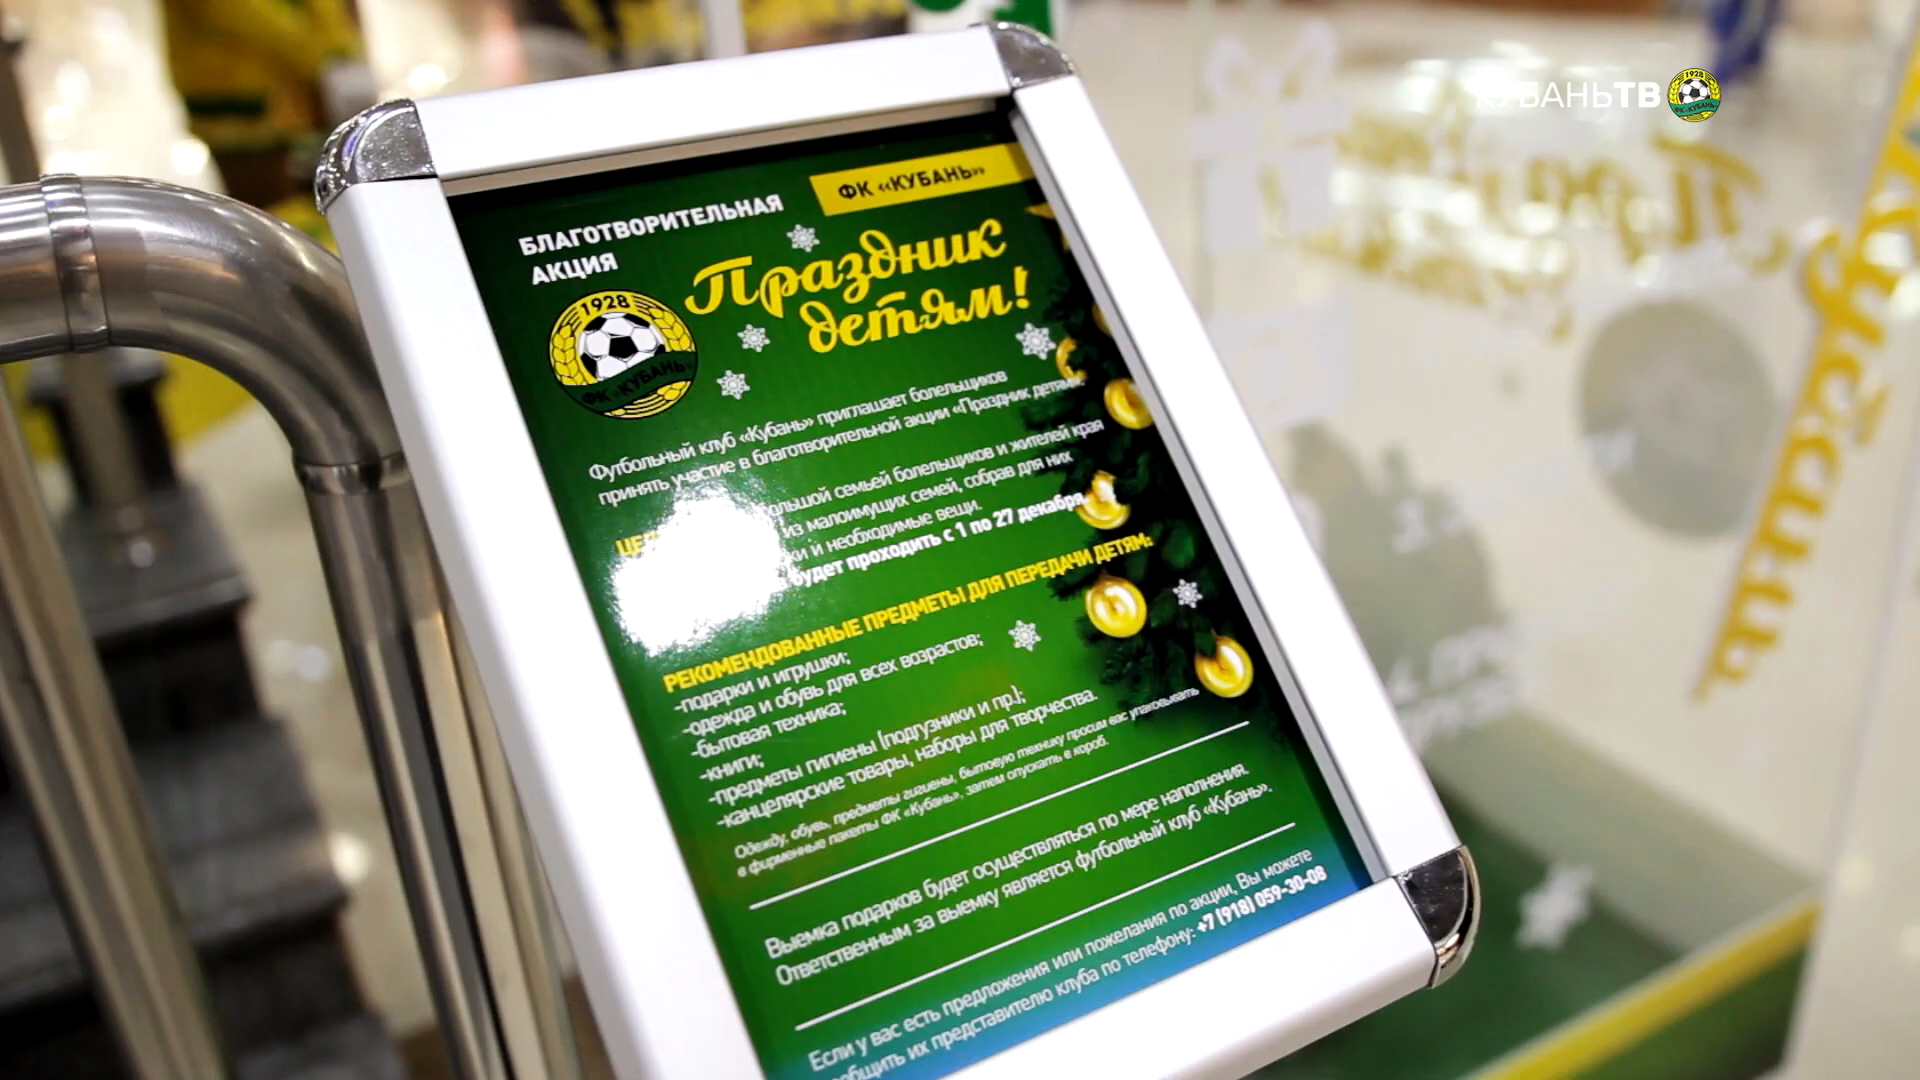 КУБАНЬТВ
1928
ФК «КУБАНЬ»
ФК «КУБАНЬ»
БЛАГОТВОРИТЕЛЬНАЯ
АКЦИЯ
Праздник
детям!
1928
ФК «КУБАНЬ»
Футбольный клуб «Кубань» приглашает болельщиков
принять участие в благотворительной акции «Праздник детям».
большой семьей болельщиков и жителей края
из малоимущих семей, собрав для них
и необходимые вещи.
будет проходить с 1 по 27 декабря.
РЕКОМЕНДОВАННЫЕ ПРЕДМЕТЫ ДЛЯ ПЕРЕДАЧИ ДЕТЯМ:
-подарки и игрушки;
-одежда и обувь для всех возрастов;
-бытовая техника;
-книги;
-предметы гигиены (подгузники и пр.);
-канцелярские товары, наборы для творчества.
Одежду, обувь, предметы гигиены, бытовую технику просим вас упаковывать
в фирменные пакеты ФК «Кубань», затем опускать в короб.
Выемка подарков будет осуществляться по мере наполнения.
Ответственным за выемку является футбольный клуб «Кубань».
Если у вас есть предложения или пожелания по акции, Вы можете
сообщить их представителю клуба по телефону: +7 (918) 059-30-08